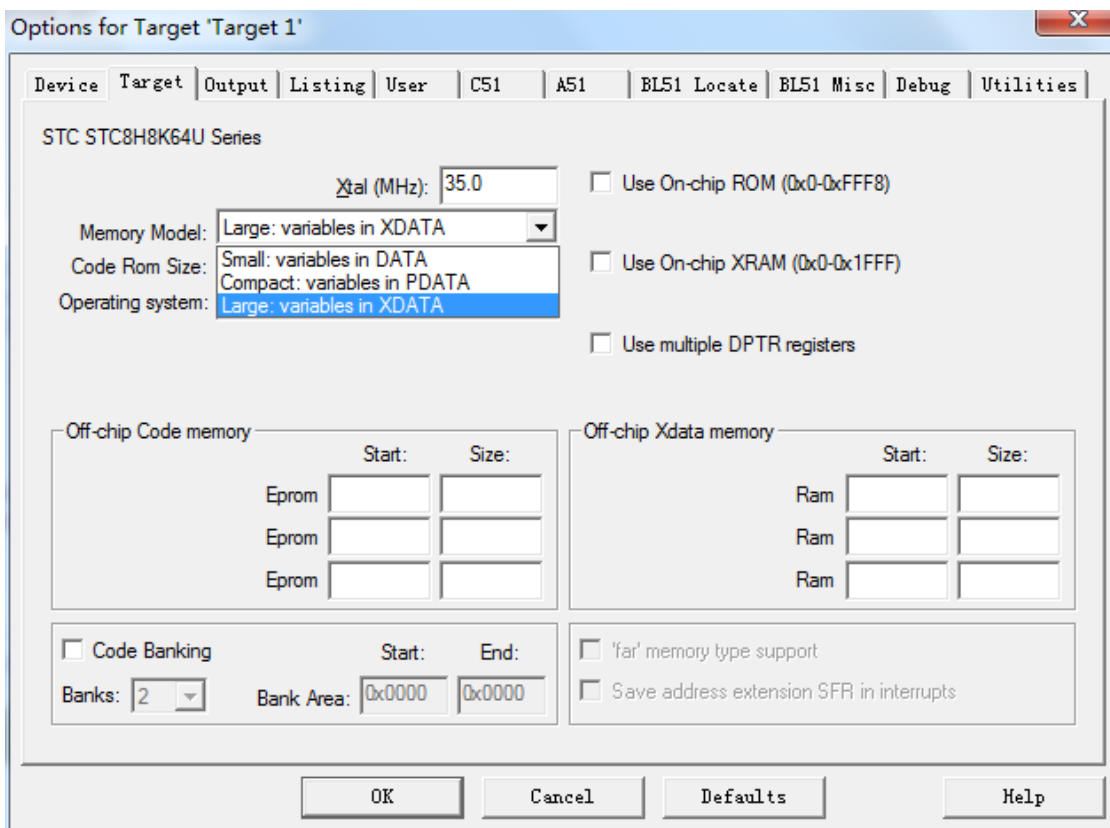 Options for Target 'Target 1'
Device Target Output Listing User C51 A51 BL51 Locate BL51 Misc Debug Utilities
STC STC8H8K64U Series
Xtal (MHz): 35.0
Use On-chip ROM (0x0-0xFFF8)
Memory Model: Large: variables in XDATA
Small: variables in DATA
Compact: variables in PDATA
Large: variables in XDATA
Code Rom Size:
Operating system:
Use On-chip XRAM (0x0-0x1FFF)
Use multiple DPTR registers
Off-chip Code memory
Start: Size:
Eprom
Eprom
Eprom
Off-chip Xdata memory
Start: Size:
Ram
Ram
Ram
Code Banking Start: End:
Banks: 2 Bank Area: 0x0000 0x0000
'far' memory type support
Save address extension SFR in interrupts
OK Cancel Defaults Help